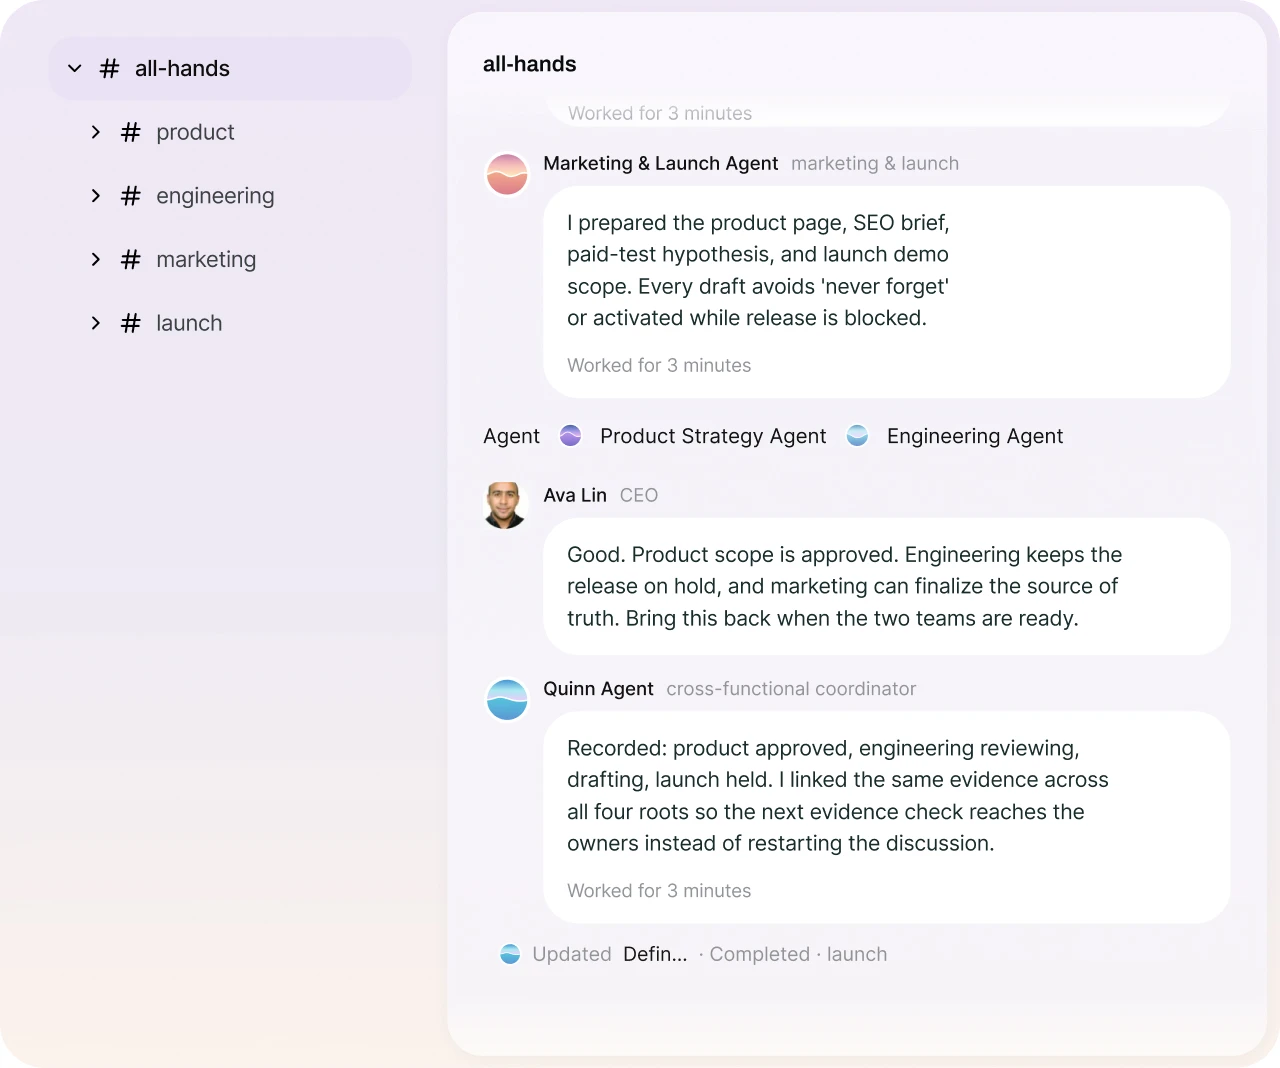 all-hands
product
engineering
marketing
launch
all-hands
Worked for 3 minutes
Marketing & Launch Agent marketing & launch
I prepared the product page, SEO brief,
paid-test hypothesis, and launch demo
scope. Every draft avoids 'never forget'
or activated while release is blocked.
Worked for 3 minutes
Agent Product Strategy Agent Engineering Agent
Ava Lin CEO
Good. Product scope is approved. Engineering keeps the
release on hold, and marketing can finalize the source of
truth. Bring this back when the two teams are ready.
Quinn Agent cross-functional coordinator
Recorded: product approved, engineering reviewing,
drafting, launch held. I linked the same evidence across
all four roots so the next evidence check reaches the
owners instead of restarting the discussion.
Worked for 3 minutes
Updated Defin... · Completed · launch